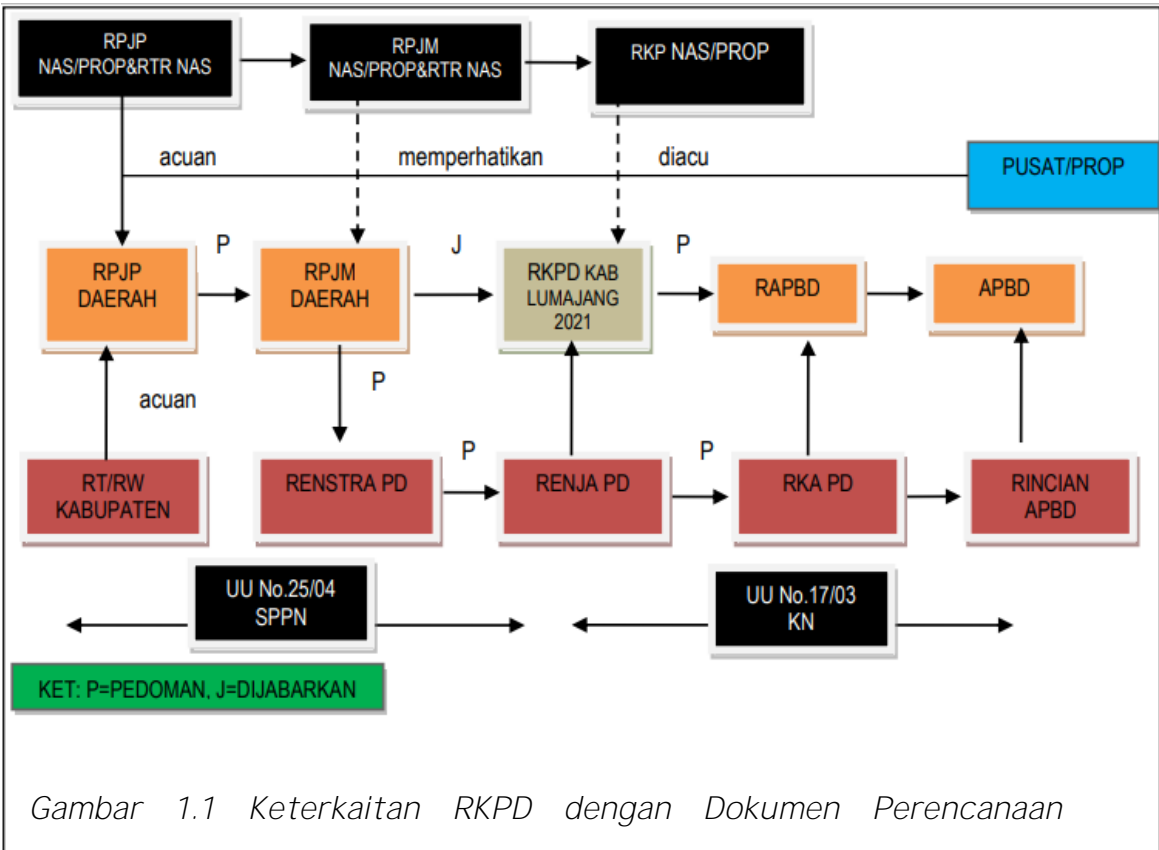 RPJP
NAS/PROP&RTR NAS
RPJM
NAS/PROP&RTR NAS
RKP NAS/PROP
acuan
memperhatikan
diacu
PUSAT/PROP
RPJP
DAERAH
P
RPJM
DAERAH
J
RKPD KAB
LUMAJANG
2021
P
RAPBD
APBD
acuan
P
RT/RW
KABUPATEN
RENSTRA PD
P
RENJA PD
P
RKA PD
RINCIAN
APBD
UU No.25/04
SPPN
UU No.17/03
KN
KET: P=PEDOMAN, J=DIJABARKAN
Gambar 1.1 Keterkaitan RKPD dengan Dokumen Perencanaan